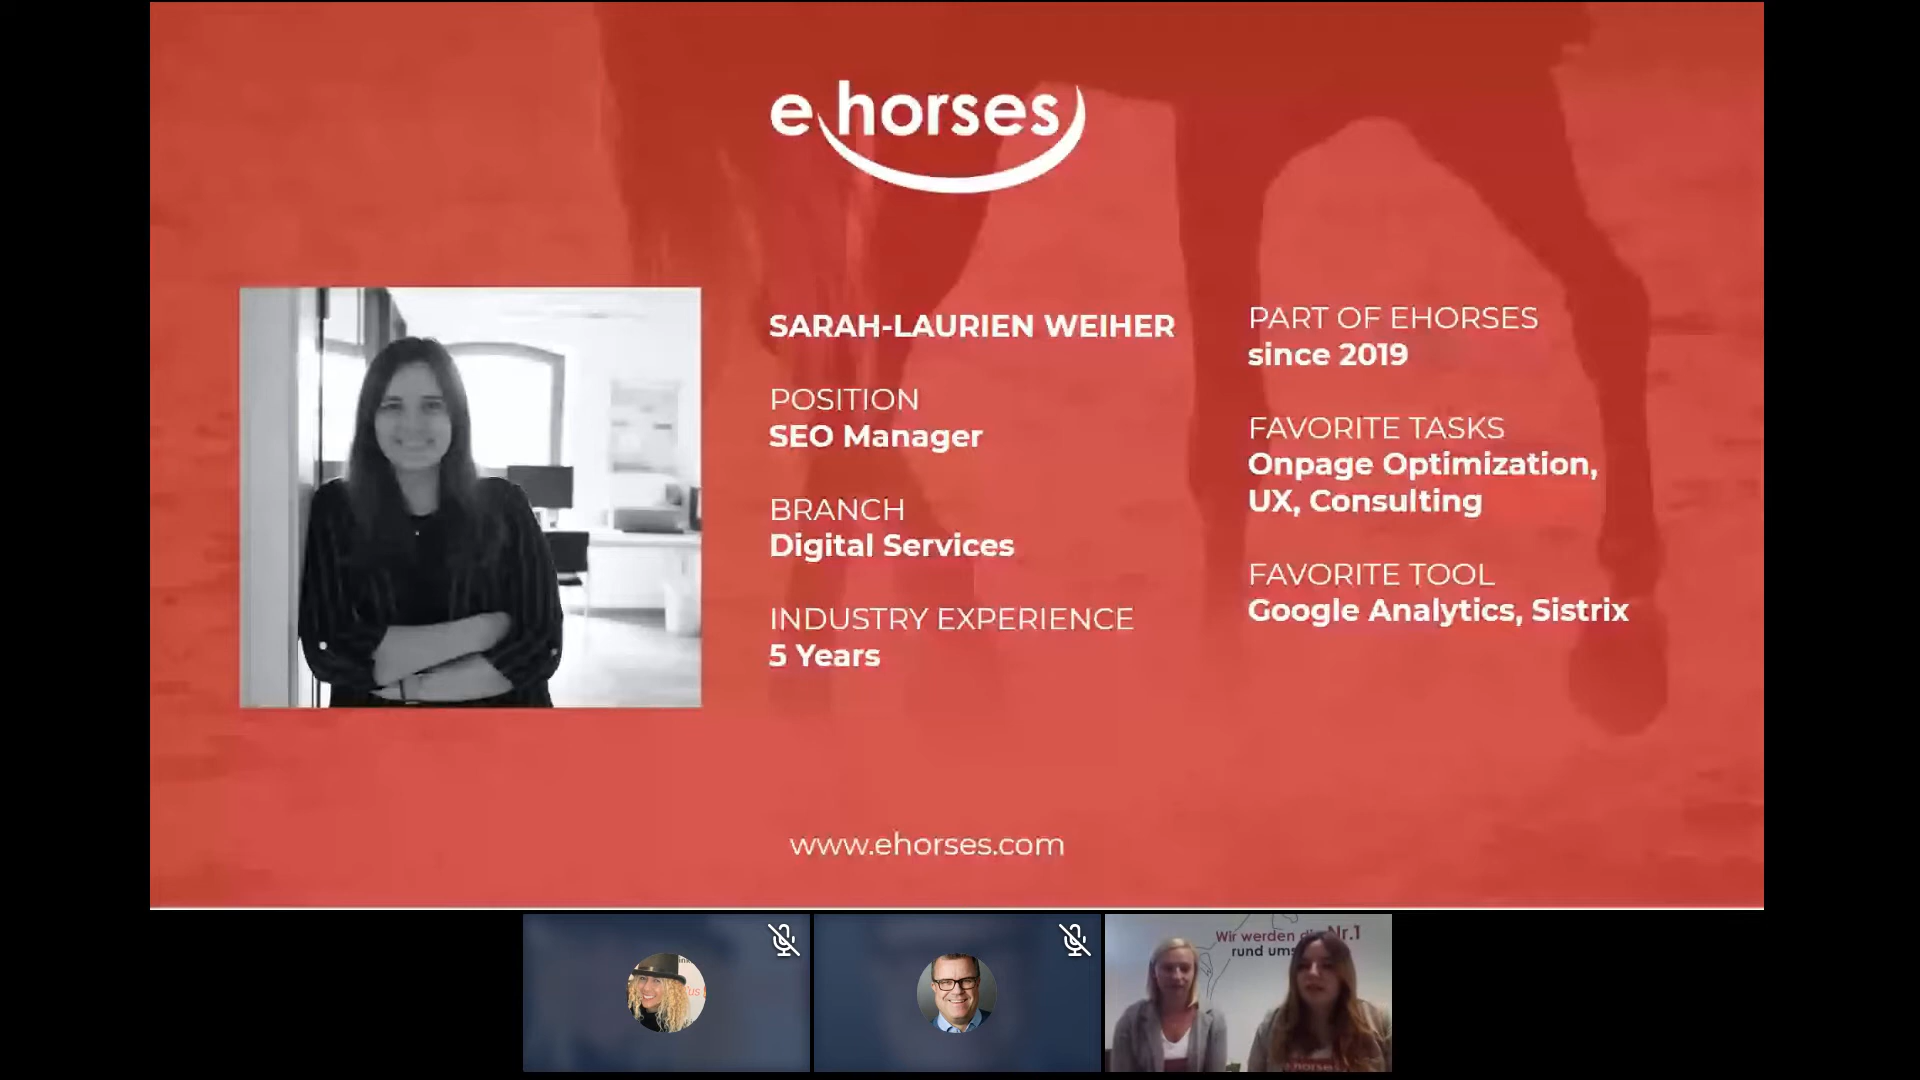 e horses
SARAH-LAURIEN WEIHER
POSITION
SEO Manager
BRANCH
Digital Services
INDUSTRY EXPERIENCE
5 Years
PART OF EHORSES
since 2019
FAVORITE TASKS
Onpage Optimization,
UX, Consulting
FAVORITE TOOL
Google Analytics, Sistrix
www.ehorses.com
Wir werden die Nr.1
rund ums